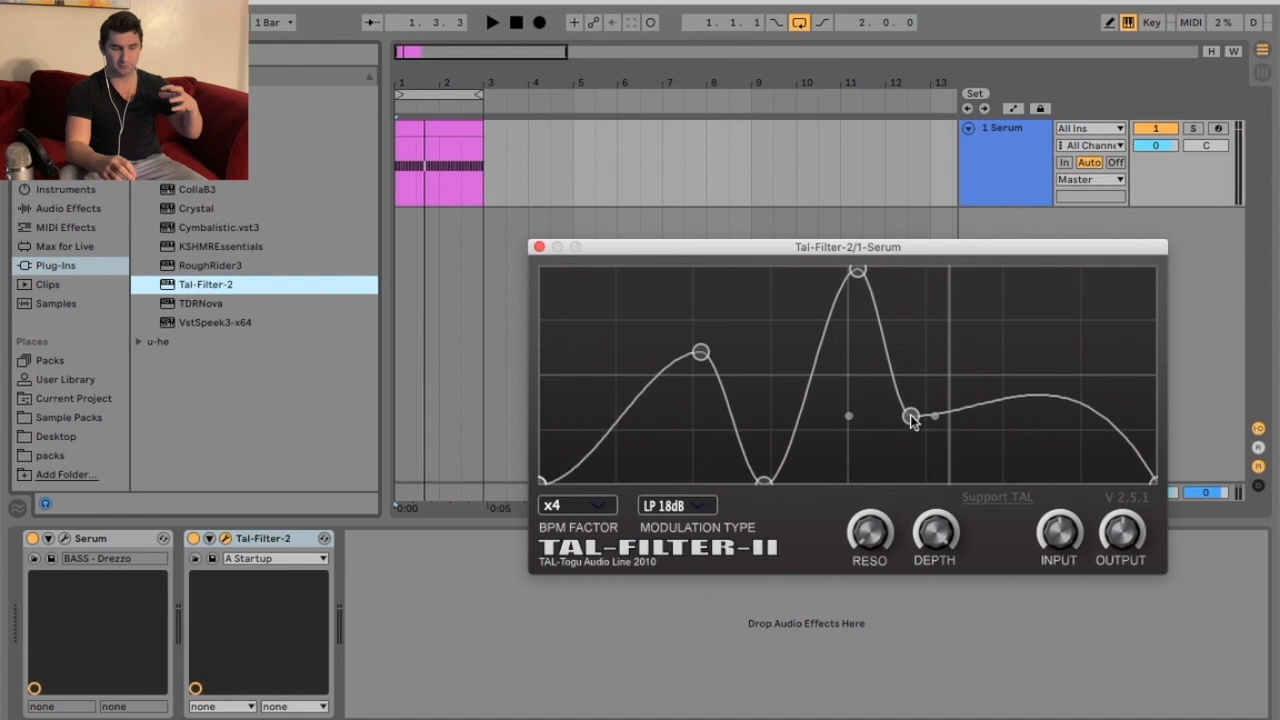 1 Bar
1. 3. 3
1. 1. 1
2. 0. 0
Key
MIDI
2 %
D
H W
1 2 3 4 5 6 7 8 9 10 11 12 13
Set
1 Serum
All Ins
1
S
All Channe
0
C
In Auto Off
Master
Instruments
Audio Effects
MIDI Effects
Max for Live
Plug-Ins
Clips
Samples
Places
Packs
User Library
Current Project
Sample Packs
Desktop
packs
Add Folder...
CollaB3
Crystal
Cymbalistic.vst3
KSHMREssentials
RoughRider3
Tal-Filter-2
TDRNova
VstSpeek3-x64
u-he
Tal-Filter-2/1-Serum
x4
LP 18dB
Support TAL
V 2.5.1
BPM FACTOR
MODULATION TYPE
TAL-FILTER-II
TAL-Togu Audio Line 2010
RESO
DEPTH
INPUT
OUTPUT
0:00
0:05
0
Serum
BASS - Drezzo
none
none
Tal-Filter-2
A Startup
none
none
Drop Audio Effects Here